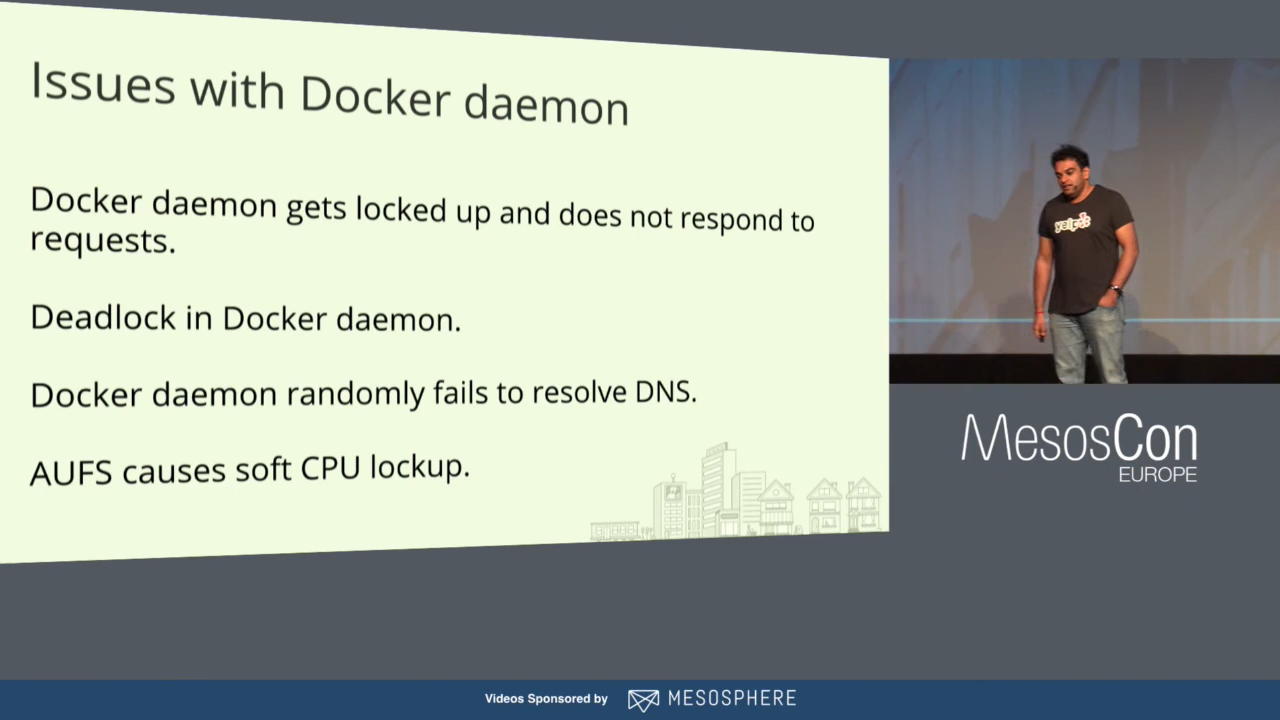 Issues with Docker daemon
Docker daemon gets locked up and does not respond to
requests.
Deadlock in Docker daemon.
Docker daemon randomly fails to resolve DNS.
AUFS causes soft CPU lockup.
yelp
MesosCon
EUROPE
Videos Sponsored by MESOSPHERE